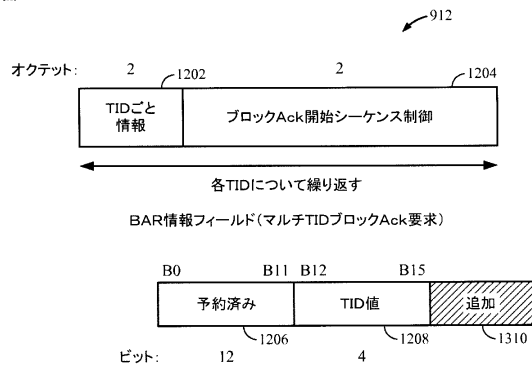 912
オクテット: 2 2
1202 1204
TIDごと
情報
ブロックAck開始シーケンス制御
各TIDについて繰り返す
BAR情報フィールド(マルチTIDブロックAck要求)
B0 B11 B12 B15
予約済み TID値 追加
1206 1208 1310
ビット: 12 4